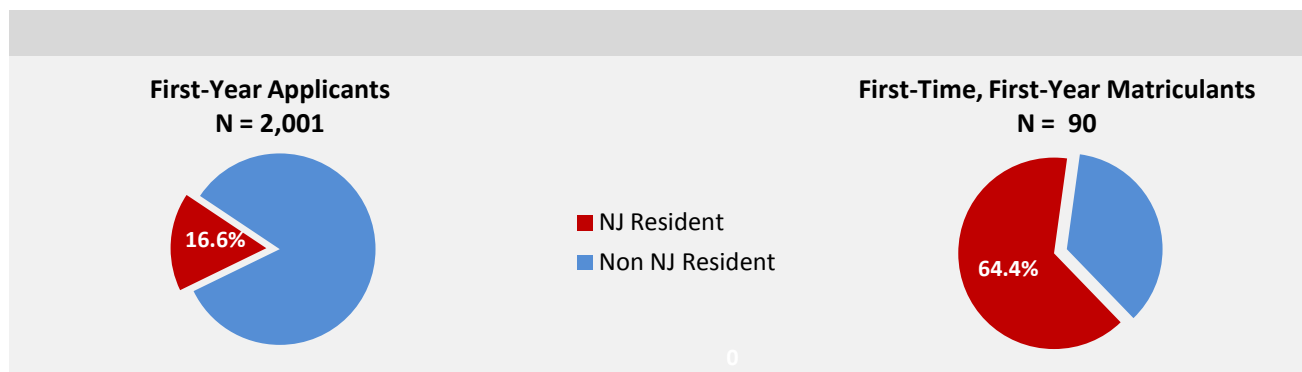 First-Year Applicants
N = 2,001
16.6%
NJ Resident
Non NJ Resident
First-Time, First-Year Matriculants
N =  90
64.4%
0